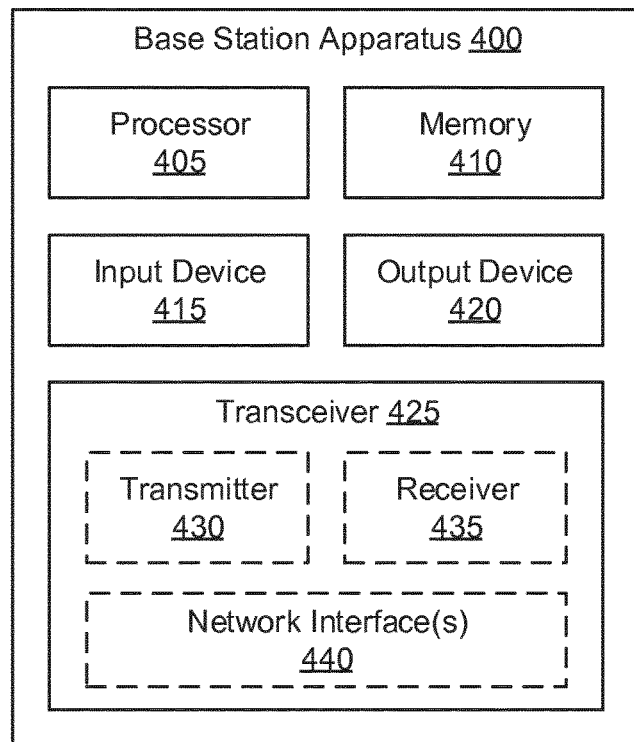 Base Station Apparatus 400
Processor
405
Memory
410
Input Device
415
Output Device
420
Transceiver 425
Transmitter
430
Receiver
435
Network Interface(s)
440